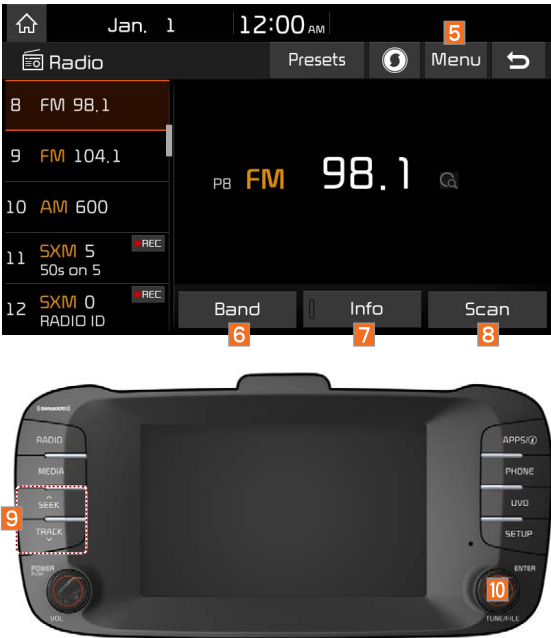 Jan. 1 12:00 AM
5
Radio Presets Menu
8 FM 98.1
9 FM 104.1
10 AM 600
11 SXM 5 REC
50s on 5
12 SXM 0 REC
RADIO ID
P8 FM 98.1
Band Info Scan
6 7 8
((SiriusXM))
RADIO
MEDIA
SEEK
TRACK
9
POWER
PUSH
VOL
APPS/i
PHONE
UVO
SETUP
ENTER
10
TUNE/FILE